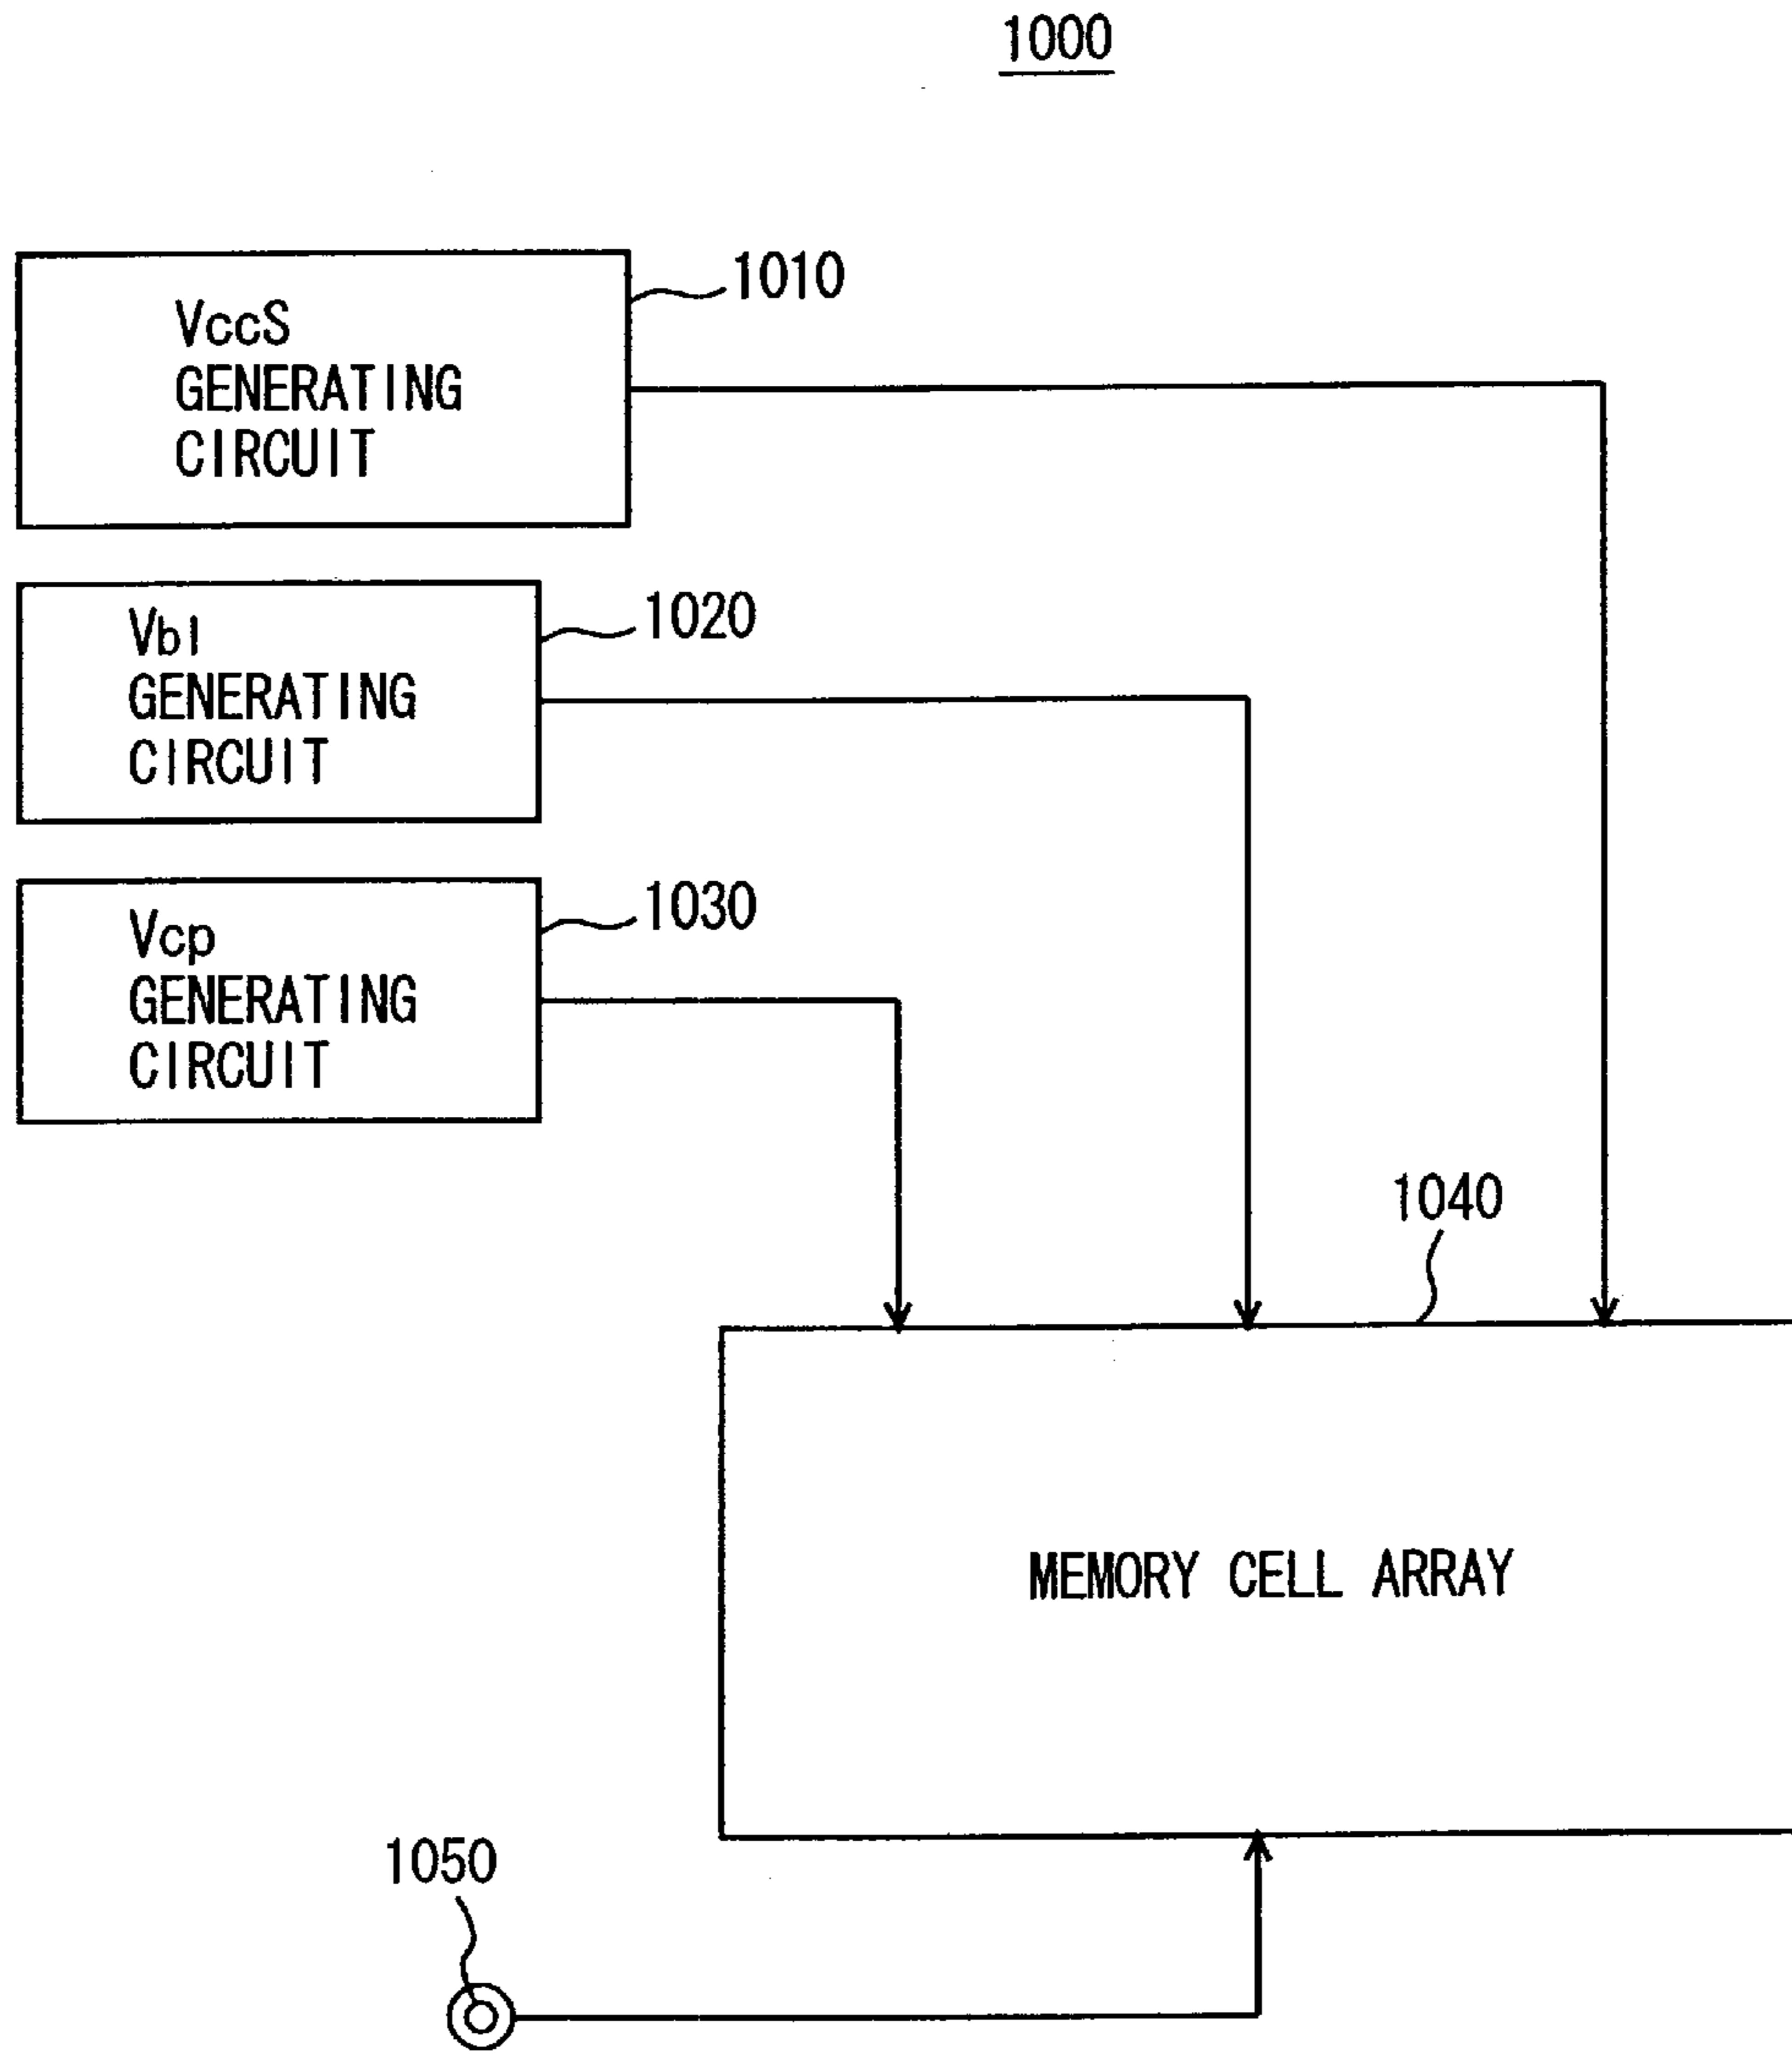 1000
VccS
GENERATING
CIRCUIT
1010
Vbl
GENERATING
CIRCUIT
1020
Vcp
GENERATING
CIRCUIT
1030
1040
MEMORY CELL ARRAY
1050